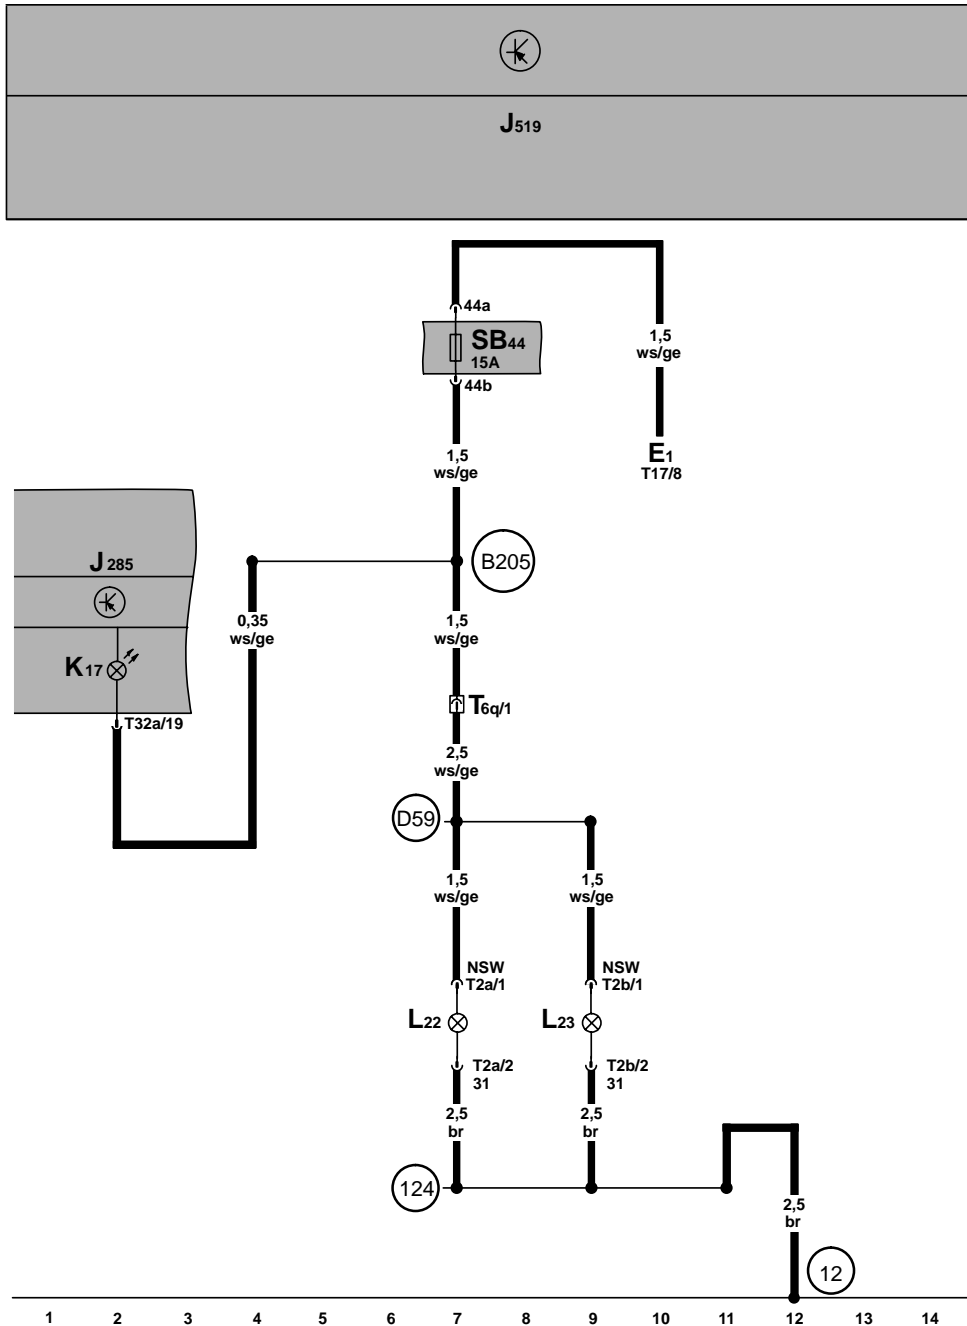 J519
44a
SB44
15A
44b
1,5
ws/ge
E1
T17/8
1,5
ws/ge
J285
B205
0,35
ws/ge
1,5
ws/ge
K17
T6q/1
T32a/19
2,5
ws/ge
D59
1,5
ws/ge
1,5
ws/ge
NSW
T2a/1
NSW
T2b/1
L22
L23
T2a/2
31
T2b/2
31
2,5
br
2,5
br
124
2,5
br
12
1 2 3 4 5 6 7 8 9 10 11 12 13 14